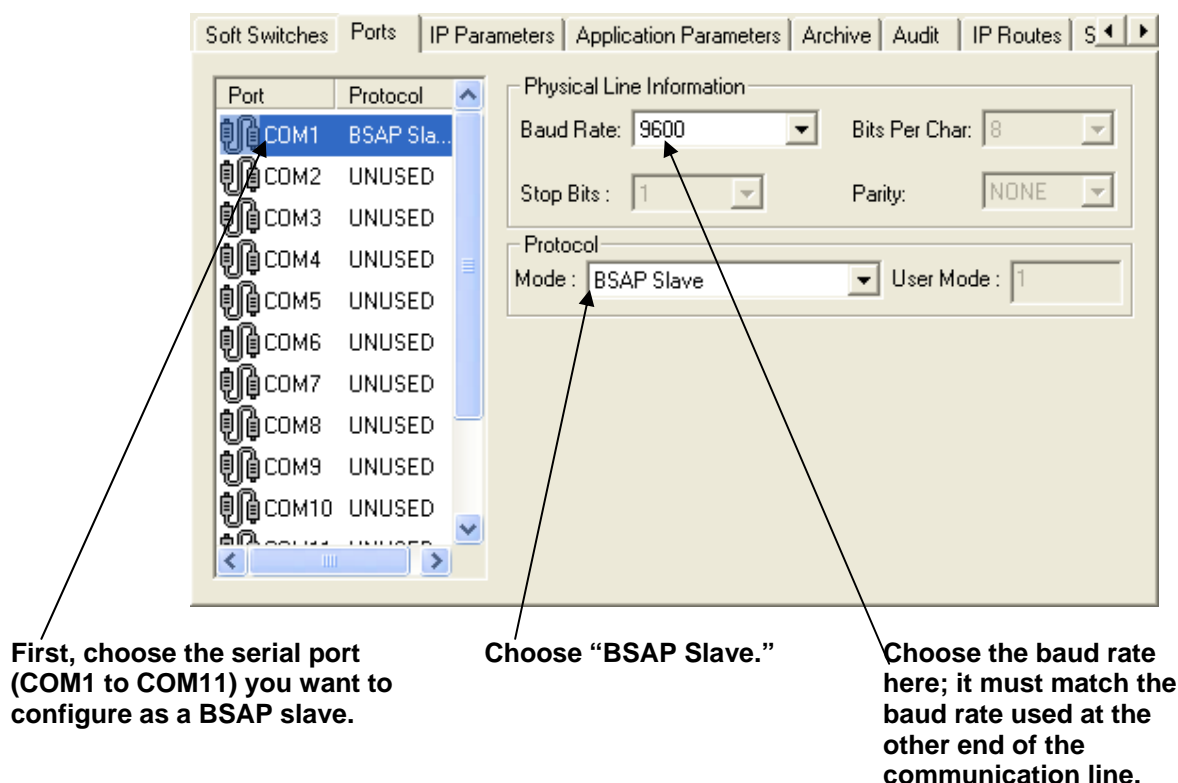 Soft Switches Ports IP Parameters Application Parameters Archive Audit IP Routes S
Port Protocol
COM1 BSAP Sla...
COM2 UNUSED
COM3 UNUSED
COM4 UNUSED
COM5 UNUSED
COM6 UNUSED
COM7 UNUSED
COM8 UNUSED
COM9 UNUSED
COM10 UNUSED
Physical Line Information
Baud Rate: 9600 Bits Per Char: 8
Stop Bits : 1 Parity: NONE
Protocol
Mode : BSAP Slave User Mode : 1
First, choose the serial port
(COM1 to COM11) you want to
configure as a BSAP slave.
Choose “BSAP Slave.”
Choose the baud rate
here; it must match the
baud rate used at the
other end of the
communication line.